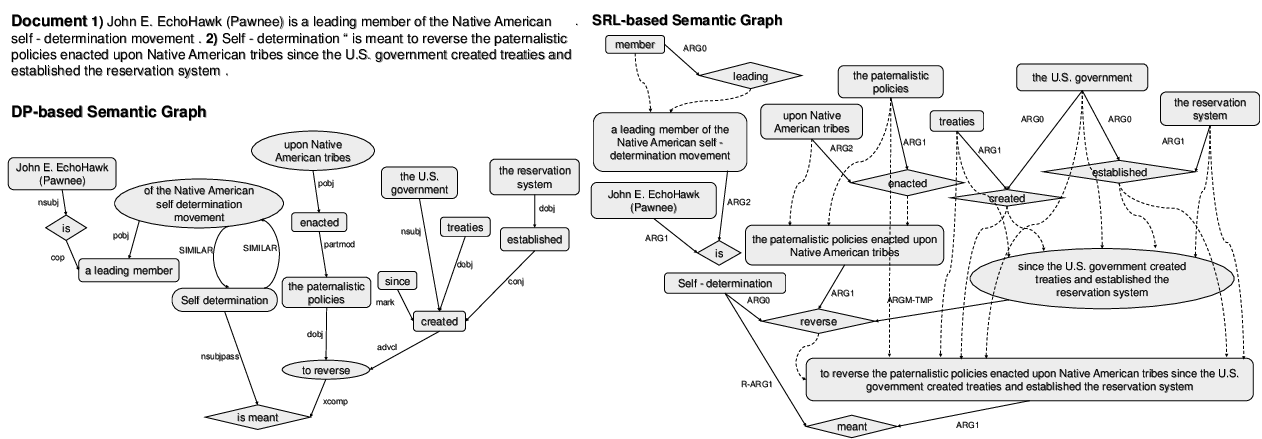 Document 1) John E. EchoHawk (Pawnee) is a leading member of the Native American
self - determination movement . 2) Self - determination “ is meant to reverse the paternalistic
policies enacted upon Native American tribes since the U.S. government created treaties and
established the reservation system .
DP-based Semantic Graph
John E. EchoHawk
(Pawnee)
nsubj
is
cop
of the Native American
self determination
movement
pobj
a leading member
SIMILAR
SIMILAR
Self determination
nsubjpass
upon Native
American tribes
pobj
enacted
partmod
the paternalistic
policies
dobj
to reverse
xcomp
is meant
the U.S.
government
nsubj
treaties
dobj
since
mark
created
advcl
the reservation
system
dobj
established
conj
SRL-based Semantic Graph
member
ARG0
leading
a leading member of the
Native American self -
determination movement
John E. EchoHawk
(Pawnee)
ARG1
ARG2
is
upon Native
American tribes
ARG2
the paternalistic
policies
ARG1
enacted
treaties
ARG1
the U.S. government
ARG0
ARG0
created
the reservation
system
ARG1
established
the paternalistic policies enacted upon
Native American tribes
since the U.S. government created
treaties and established the
reservation system
Self - determination
ARG0
ARG1
ARGM-TMP
reverse
to reverse the paternalistic policies enacted upon Native American tribes since the U.S.
government created treaties and established the reservation system
R-ARG1
meant
ARG1